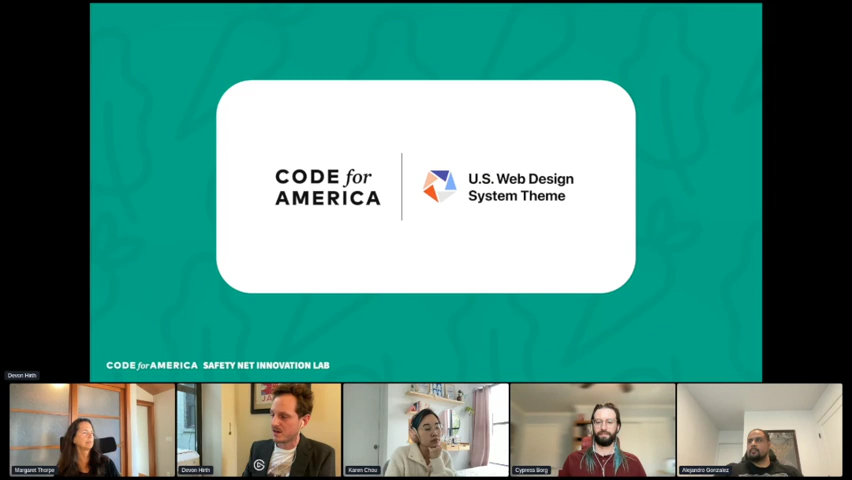 CODE for
AMERICA
U.S. Web Design
System Theme
CODE for AMERICA SAFETY NET INNOVATION LAB
Devon Hirth
Margaret Thorpe
Devon Hirth
Karen Chou
Cypress Borg
Alejandro Gonzalez